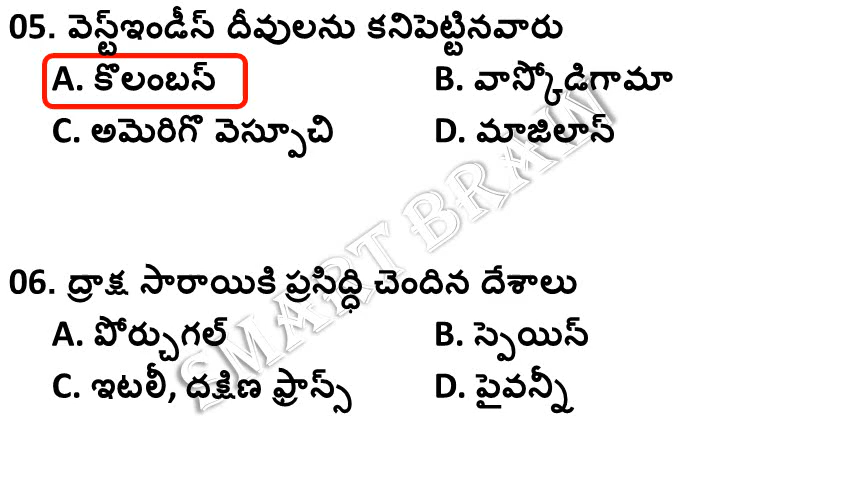 05. వెస్ట్ఇండీస్ దీవులను కనిపెట్టినవారు
A. కొలంబస్ B. వాస్కోడిగామా
C. అమెరిగొ వెస్పూచి D. మాజిలాస్
06. ద్రాక్ష సారాయికి ప్రసిద్ధి చెందిన దేశాలు
A. పోర్చుగల్ B. స్పెయిస్
C. ఇటలీ, దక్షిణ ఫ్రాన్స్ D. పైవన్నీ
SMART BRAIN